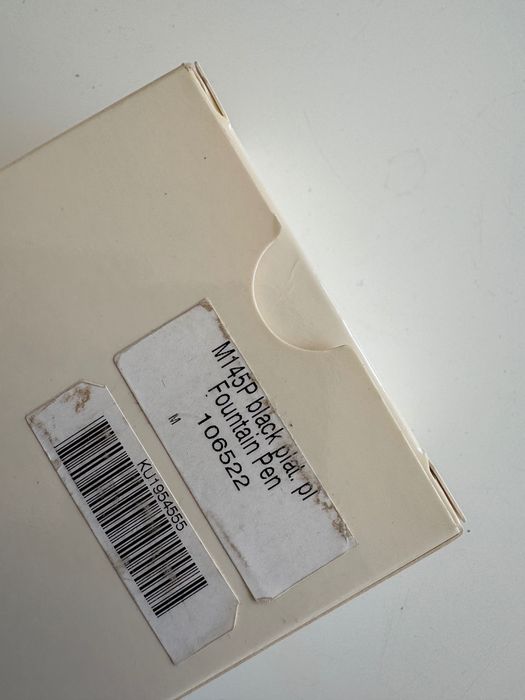 M145P black plat. pl
Fountain Pen
106522
M
KU1954555